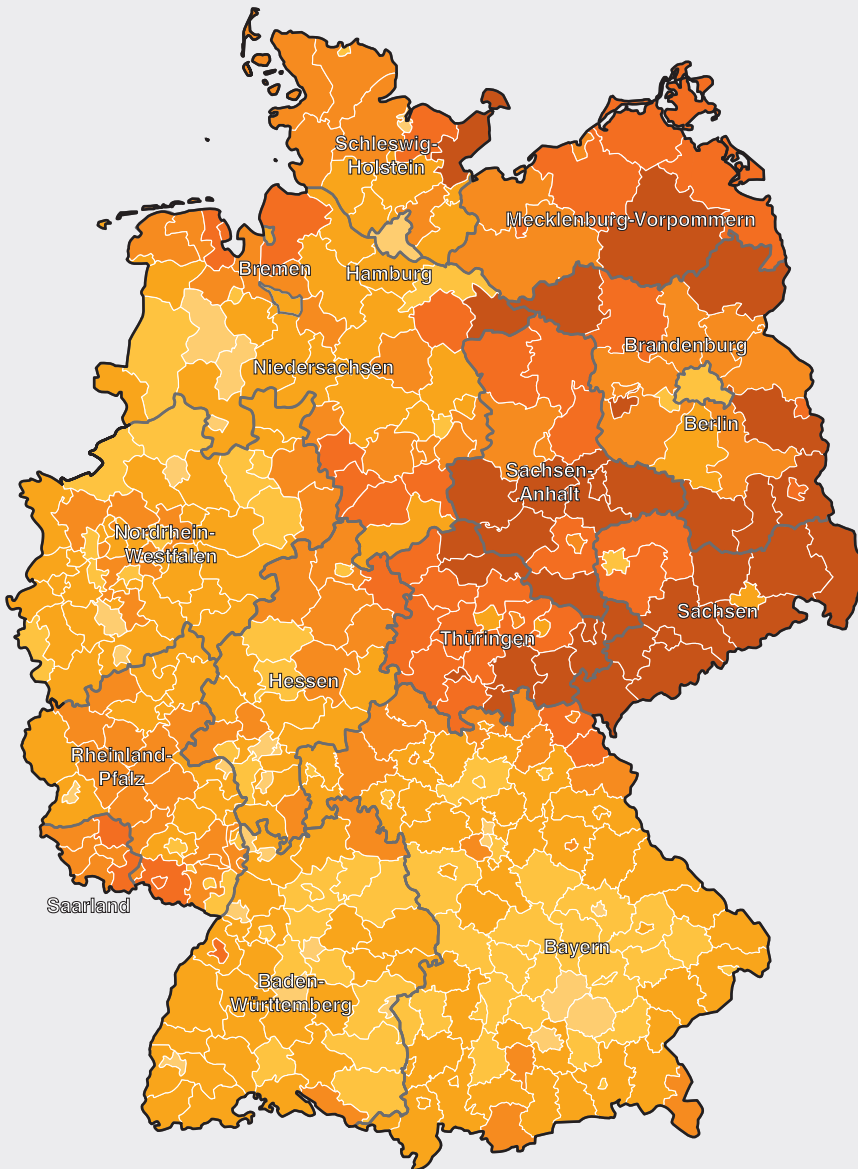 Schleswig-
Holstein
Mecklenburg-Vorpommern
Bremen
Hamburg
Brandenburg
Niedersachsen
Berlin
Sachsen-
Anhalt
Nordrhein-
Westfalen
Sachsen
Thüringen
Hessen
Rheinland-
Pfalz
Saarland
Bayern
Baden-
Württemberg